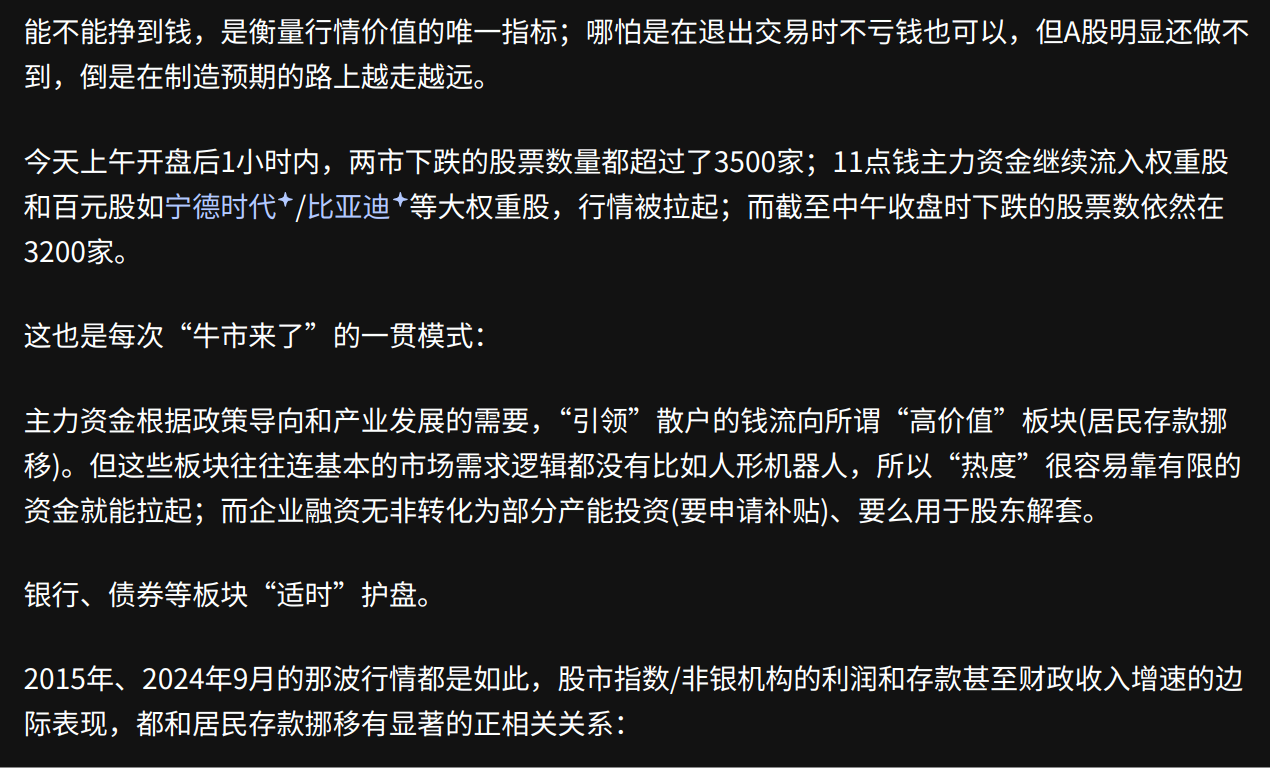 能不能挣到钱，是衡量行情价值的唯一指标；哪怕是在退出交易时不亏钱也可以，但A股明显还做不
到，倒是在制造预期的路上越走越远。
今天上午开盘后1小时内，两市下跌的股票数量都超过了3500家；11点钱主力资金继续流入权重股
和百元股如宁德时代/比亚迪等大权重股，行情被拉起；而截至中午收盘时下跌的股票数依然在
3200家。
这也是每次“牛市来了”的一贯模式：
主力资金根据政策导向和产业发展的需要，“引领”散户的钱流向所谓“高价值”板块(居民存款挪
移)。但这些板块往往连基本的市场需求逻辑都没有比如人形机器人，所以“热度”很容易靠有限的
资金就能拉起；而企业融资无非转化为部分产能投资(要申请补贴)、要么用于股东解套。
银行、债券等板块“适时”护盘。
2015年、2024年9月的那波行情都是如此，股市指数/非银机构的利润和存款甚至财政收入增速的边
际表现，都和居民存款挪移有显著的正相关关系：